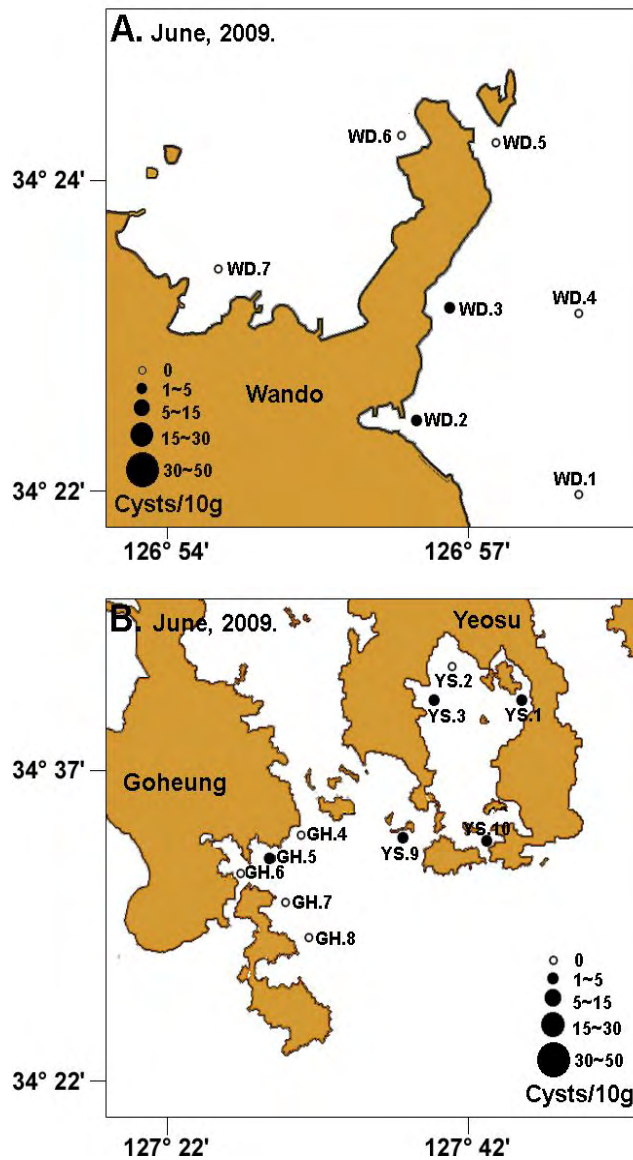 A. June, 2009.
WD.6
WD.5
34° 24'
WD.7
WD.3
WD.4
0
1~5
Wando
5~15
WD.2
15~30
30~50
WD.1
34° 22'
Cysts/10g
126° 54'
126° 57'
B. June, 2009.
Yeosu
YS.2
YS.3
YS.1
34° 37'
Goheung
GH.4
YS.10
YS.9
GH.5
GH.6
GH.7
GH.8
0
1~5
5~15
15~30
30~50
34° 22'
Cysts/10g
127° 22'
127° 42'